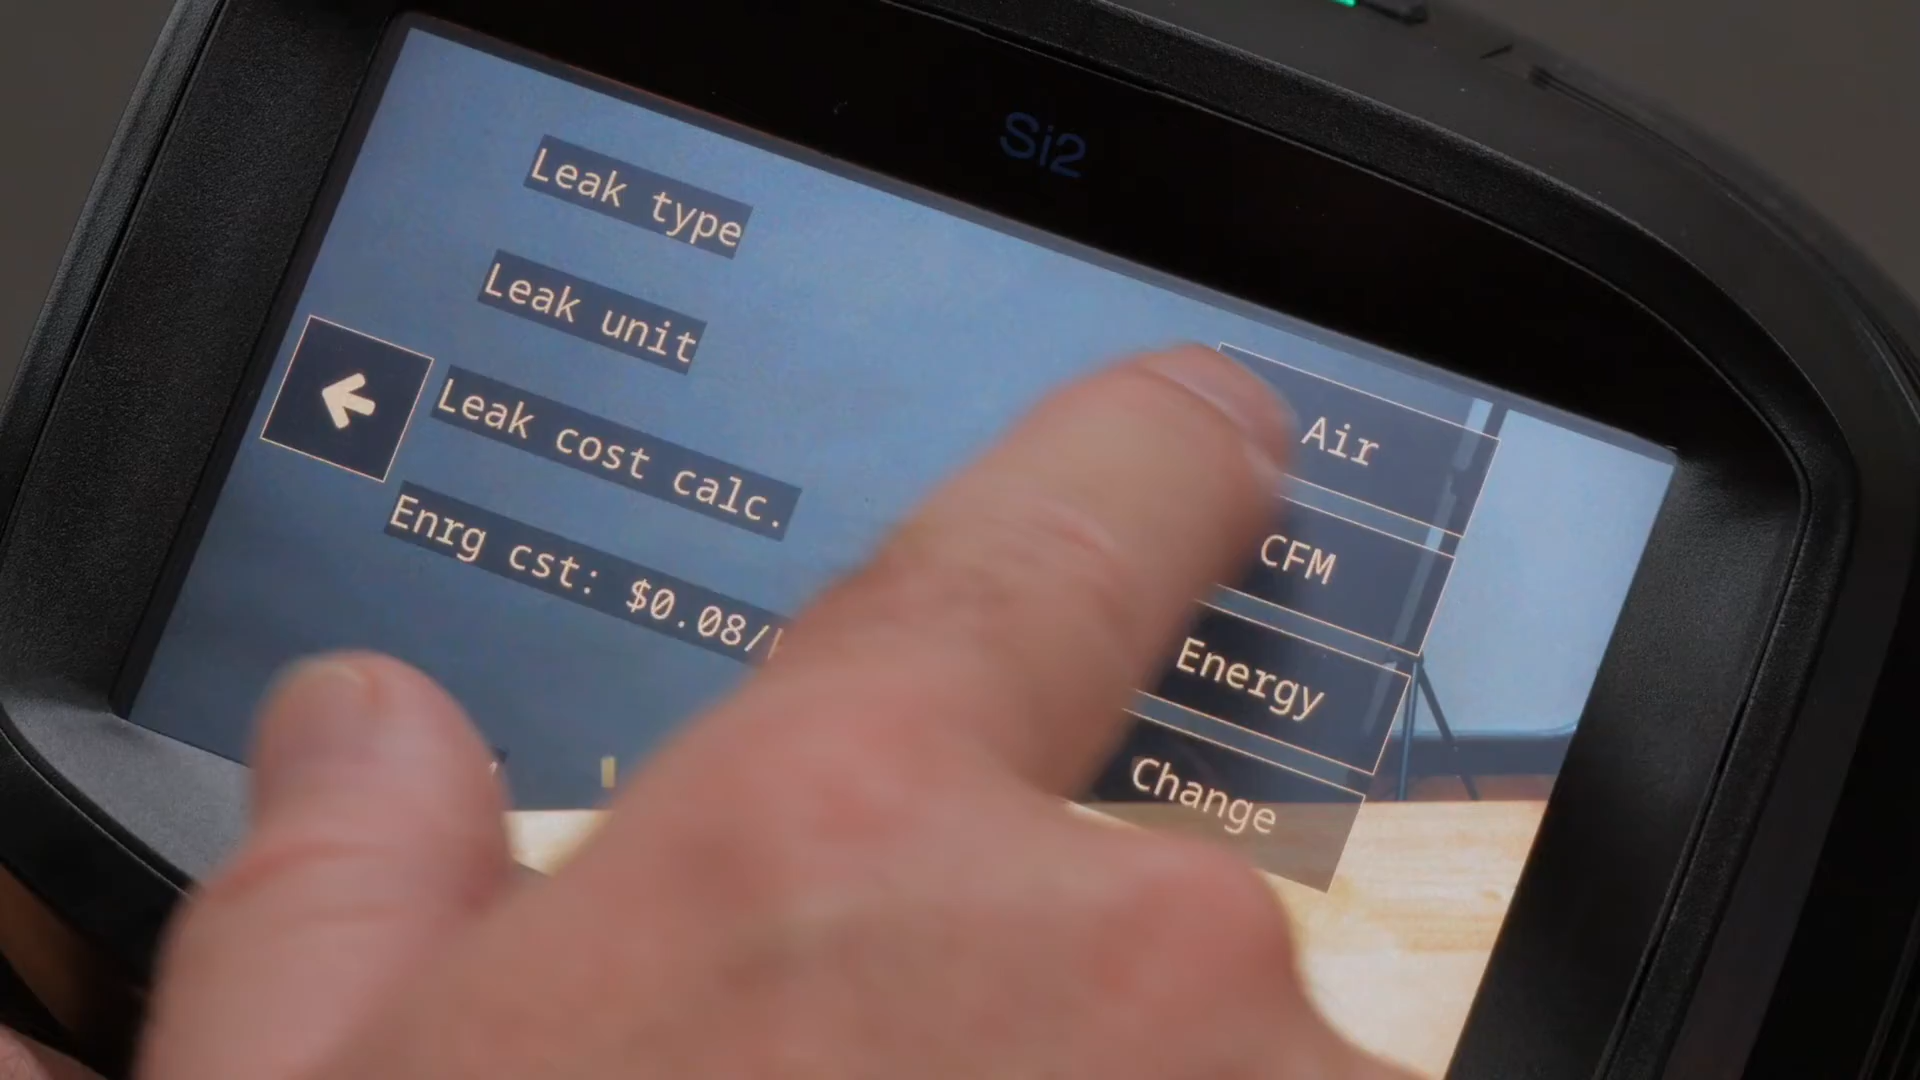 Si2
Leak type
Air
Leak unit
CFM
Leak cost calc.
Energy
Enrg cst: $0.08/
Change